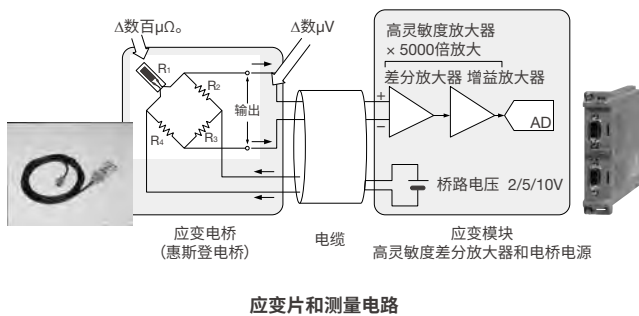 Δ数百μΩ。
Δ数μV
高灵敏度放大器
× 5000倍放大
差分放大器 增益放大器
R1
R2
R4
R3
输出
+
−
AD
桥路电压 2/5/10V
应变电桥
(惠斯登电桥)
电缆
应变模块
高灵敏度差分放大器和电桥电源
应变片和测量电路